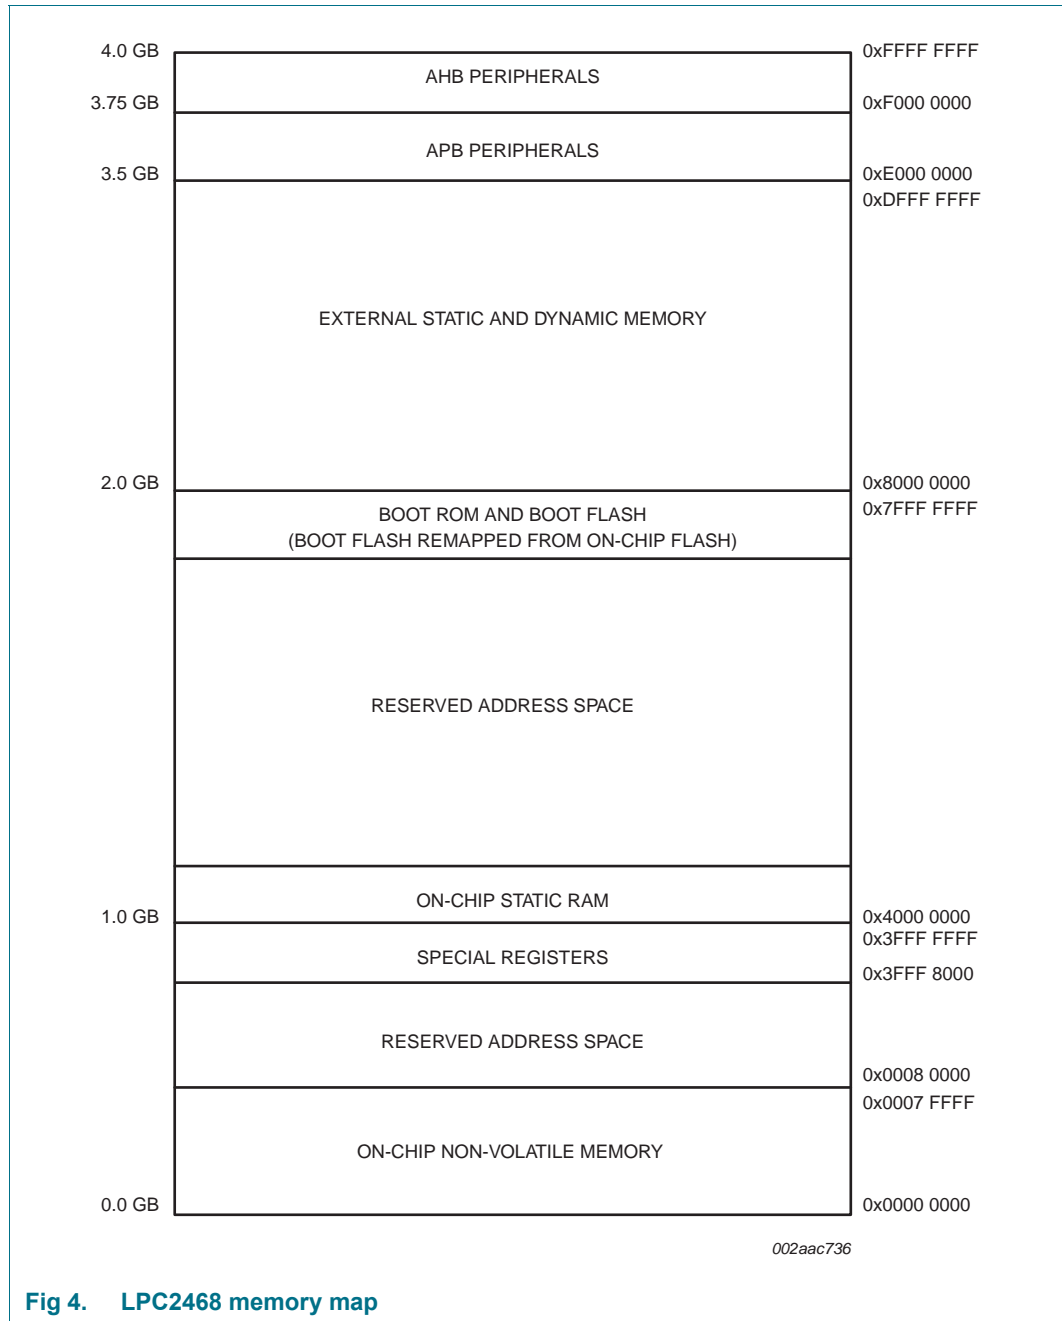 4.0 GB
0xFFFF FFFF
AHB PERIPHERALS
3.75 GB
0xF000 0000
APB PERIPHERALS
3.5 GB
0xE000 0000
0xDFFF FFFF
EXTERNAL STATIC AND DYNAMIC MEMORY
2.0 GB
0x8000 0000
0x7FFF FFFF
BOOT ROM AND BOOT FLASH
(BOOT FLASH REMAPPED FROM ON-CHIP FLASH)
RESERVED ADDRESS SPACE
ON-CHIP STATIC RAM
1.0 GB
0x4000 0000
0x3FFF FFFF
SPECIAL REGISTERS
0x3FFF 8000
RESERVED ADDRESS SPACE
0x0008 0000
0x0007 FFFF
ON-CHIP NON-VOLATILE MEMORY
0.0 GB
0x0000 0000
002aac736
Fig 4. LPC2468 memory map